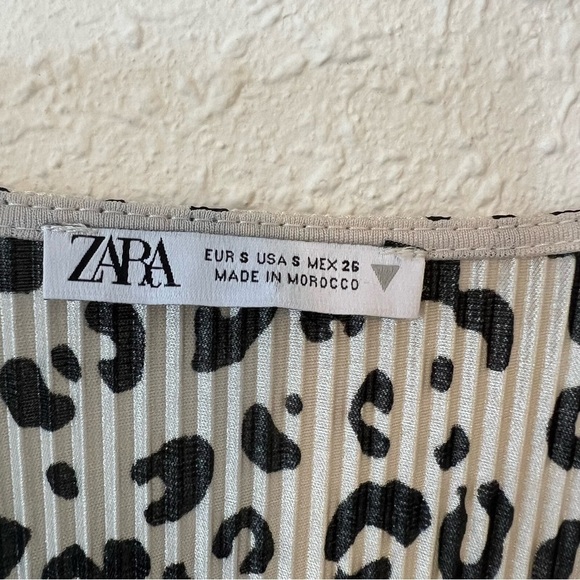 ZARA
EUR S USA S MEX 26
MADE IN MOROCCO